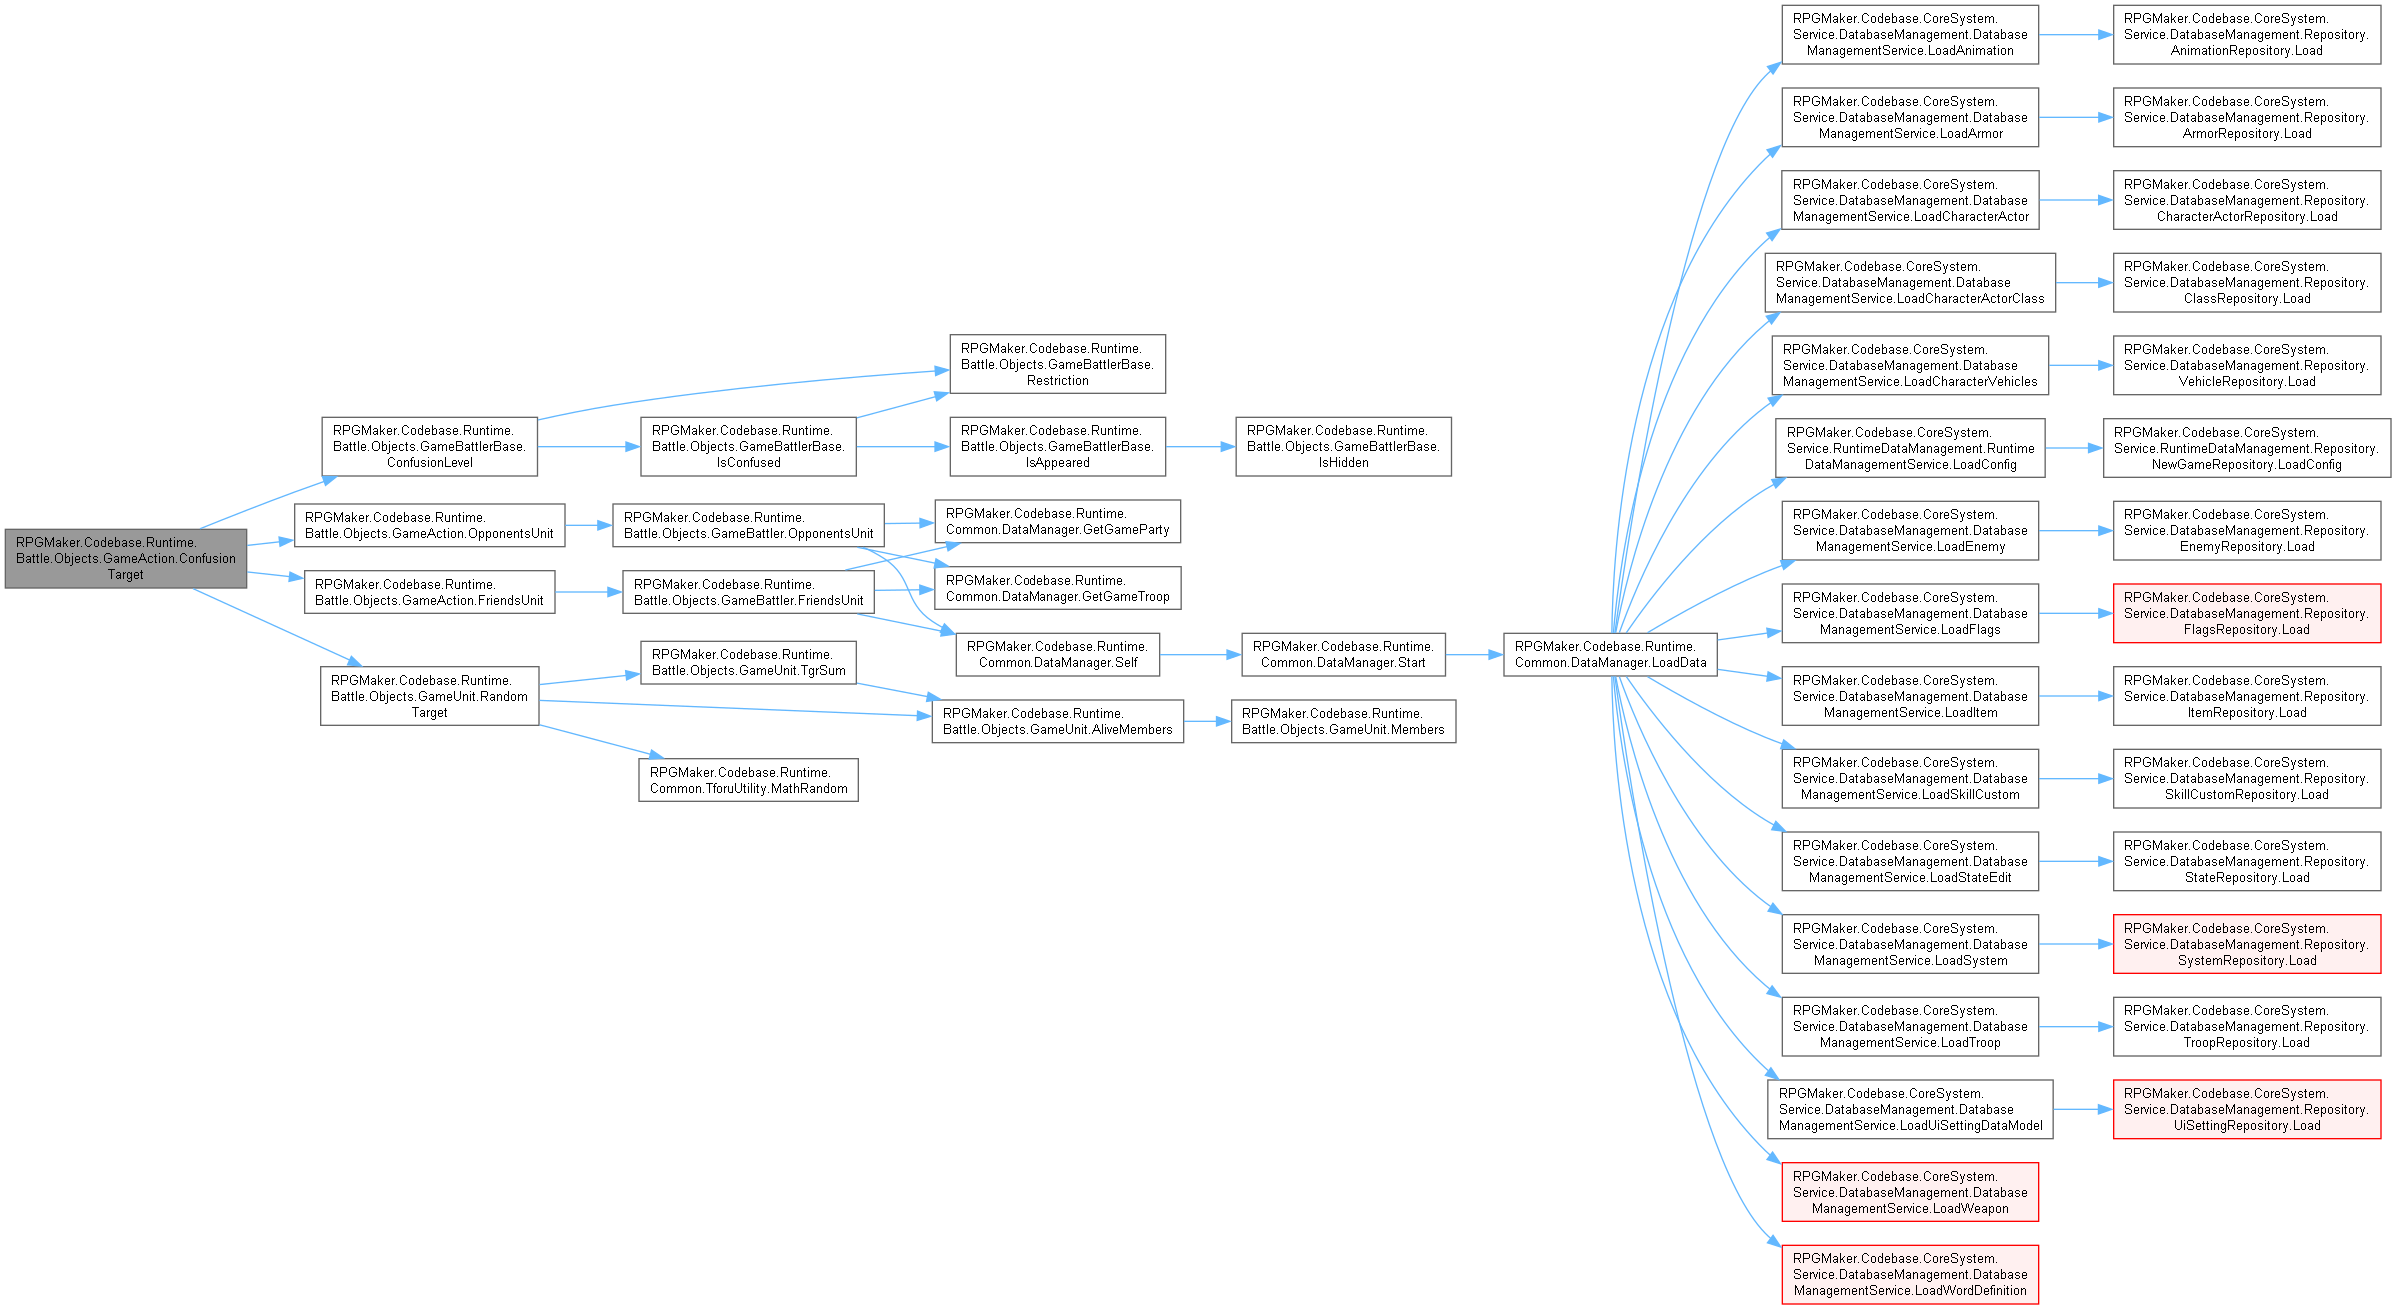 RPGMaker.Codebase.Runtime.
Battle.Objects.GameAction.Confusion
Target
RPGMaker.Codebase.Runtime.
Battle.Objects.GameBattlerBase.
ConfusionLevel
RPGMaker.Codebase.Runtime.
Battle.Objects.GameAction.OpponentsUnit
RPGMaker.Codebase.Runtime.
Battle.Objects.GameAction.FriendsUnit
RPGMaker.Codebase.Runtime.
Battle.Objects.GameUnit.Random
Target
RPGMaker.Codebase.Runtime.
Battle.Objects.GameBattlerBase.
IsConfused
RPGMaker.Codebase.Runtime.
Battle.Objects.GameBattler.OpponentsUnit
RPGMaker.Codebase.Runtime.
Battle.Objects.GameBattler.FriendsUnit
RPGMaker.Codebase.Runtime.
Battle.Objects.GameUnit.TgrSum
RPGMaker.Codebase.Runtime.
Common.TforuUtility.MathRandom
RPGMaker.Codebase.Runtime.
Battle.Objects.GameBattlerBase.
Restriction
RPGMaker.Codebase.Runtime.
Battle.Objects.GameBattlerBase.
IsAppeared
RPGMaker.Codebase.Runtime.
Common.DataManager.GetGameParty
RPGMaker.Codebase.Runtime.
Common.DataManager.GetGameTroop
RPGMaker.Codebase.Runtime.
Common.DataManager.Self
RPGMaker.Codebase.Runtime.
Battle.Objects.GameUnit.AliveMembers
RPGMaker.Codebase.Runtime.
Battle.Objects.GameBattlerBase.
IsHidden
RPGMaker.Codebase.Runtime.
Common.DataManager.Start
RPGMaker.Codebase.Runtime.
Battle.Objects.GameUnit.Members
RPGMaker.Codebase.Runtime.
Common.DataManager.LoadData
RPGMaker.Codebase.CoreSystem.
Service.DatabaseManagement.Database
ManagementService.LoadAnimation
RPGMaker.Codebase.CoreSystem.
Service.DatabaseManagement.Database
ManagementService.LoadArmor
RPGMaker.Codebase.CoreSystem.
Service.DatabaseManagement.Database
ManagementService.LoadCharacterActor
RPGMaker.Codebase.CoreSystem.
Service.DatabaseManagement.Database
ManagementService.LoadCharacterActorClass
RPGMaker.Codebase.CoreSystem.
Service.DatabaseManagement.Database
ManagementService.LoadCharacterVehicles
RPGMaker.Codebase.CoreSystem.
Service.RuntimeDataManagement.Runtime
DataManagementService.LoadConfig
RPGMaker.Codebase.CoreSystem.
Service.DatabaseManagement.Database
ManagementService.LoadEnemy
RPGMaker.Codebase.CoreSystem.
Service.DatabaseManagement.Database
ManagementService.LoadFlags
RPGMaker.Codebase.CoreSystem.
Service.DatabaseManagement.Database
ManagementService.LoadItem
RPGMaker.Codebase.CoreSystem.
Service.DatabaseManagement.Database
ManagementService.LoadSkillCustom
RPGMaker.Codebase.CoreSystem.
Service.DatabaseManagement.Database
ManagementService.LoadStateEdit
RPGMaker.Codebase.CoreSystem.
Service.DatabaseManagement.Database
ManagementService.LoadSystem
RPGMaker.Codebase.CoreSystem.
Service.DatabaseManagement.Database
ManagementService.LoadTroop
RPGMaker.Codebase.CoreSystem.
Service.DatabaseManagement.Database
ManagementService.LoadUiSettingDataModel
RPGMaker.Codebase.CoreSystem.
Service.DatabaseManagement.Database
ManagementService.LoadWeapon
RPGMaker.Codebase.CoreSystem.
Service.DatabaseManagement.Database
ManagementService.LoadWordDefinition
RPGMaker.Codebase.CoreSystem.
Service.DatabaseManagement.Repository.
AnimationRepository.Load
RPGMaker.Codebase.CoreSystem.
Service.DatabaseManagement.Repository.
ArmorRepository.Load
RPGMaker.Codebase.CoreSystem.
Service.DatabaseManagement.Repository.
CharacterActorRepository.Load
RPGMaker.Codebase.CoreSystem.
Service.DatabaseManagement.Repository.
ClassRepository.Load
RPGMaker.Codebase.CoreSystem.
Service.DatabaseManagement.Repository.
VehicleRepository.Load
RPGMaker.Codebase.CoreSystem.
Service.RuntimeDataManagement.Repository.
NewGameRepository.LoadConfig
RPGMaker.Codebase.CoreSystem.
Service.DatabaseManagement.Repository.
EnemyRepository.Load
RPGMaker.Codebase.CoreSystem.
Service.DatabaseManagement.Repository.
FlagsRepository.Load
RPGMaker.Codebase.CoreSystem.
Service.DatabaseManagement.Repository.
ItemRepository.Load
RPGMaker.Codebase.CoreSystem.
Service.DatabaseManagement.Repository.
SkillCustomRepository.Load
RPGMaker.Codebase.CoreSystem.
Service.DatabaseManagement.Repository.
StateRepository.Load
RPGMaker.Codebase.CoreSystem.
Service.DatabaseManagement.Repository.
SystemRepository.Load
RPGMaker.Codebase.CoreSystem.
Service.DatabaseManagement.Repository.
TroopRepository.Load
RPGMaker.Codebase.CoreSystem.
Service.DatabaseManagement.Repository.
UiSettingRepository.Load